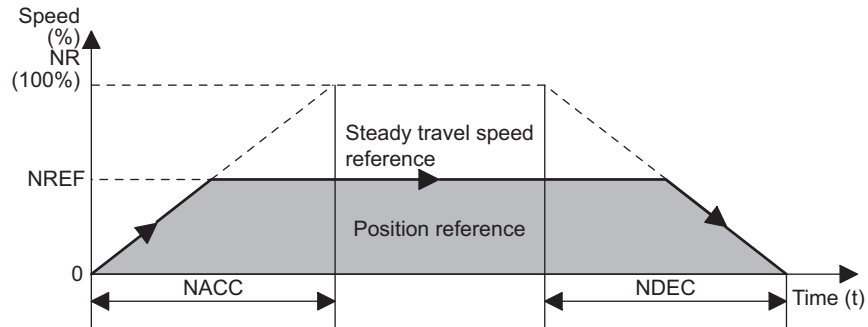 Speed
(%)
NR
(100%)
Steady travel speed
reference
NREF
Position reference
0
NACC
NDEC
Time (t)